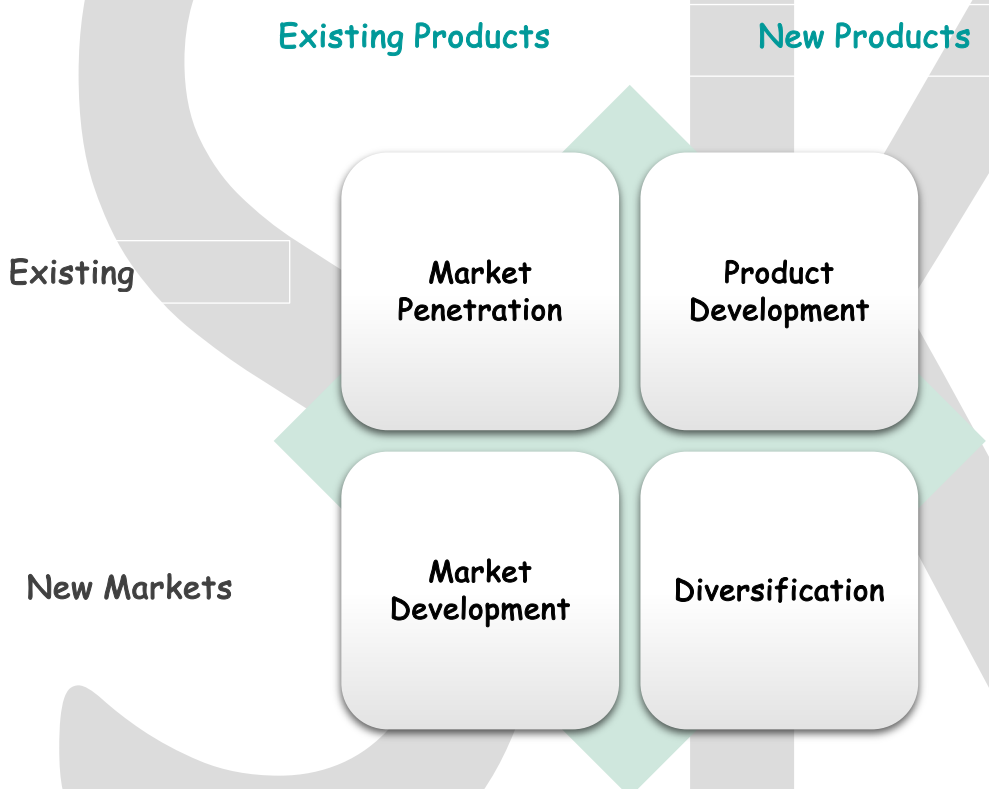 Existing Products
New Products
Existing
Market
Penetration
Product
Development
New Markets
Market
Development
Diversification